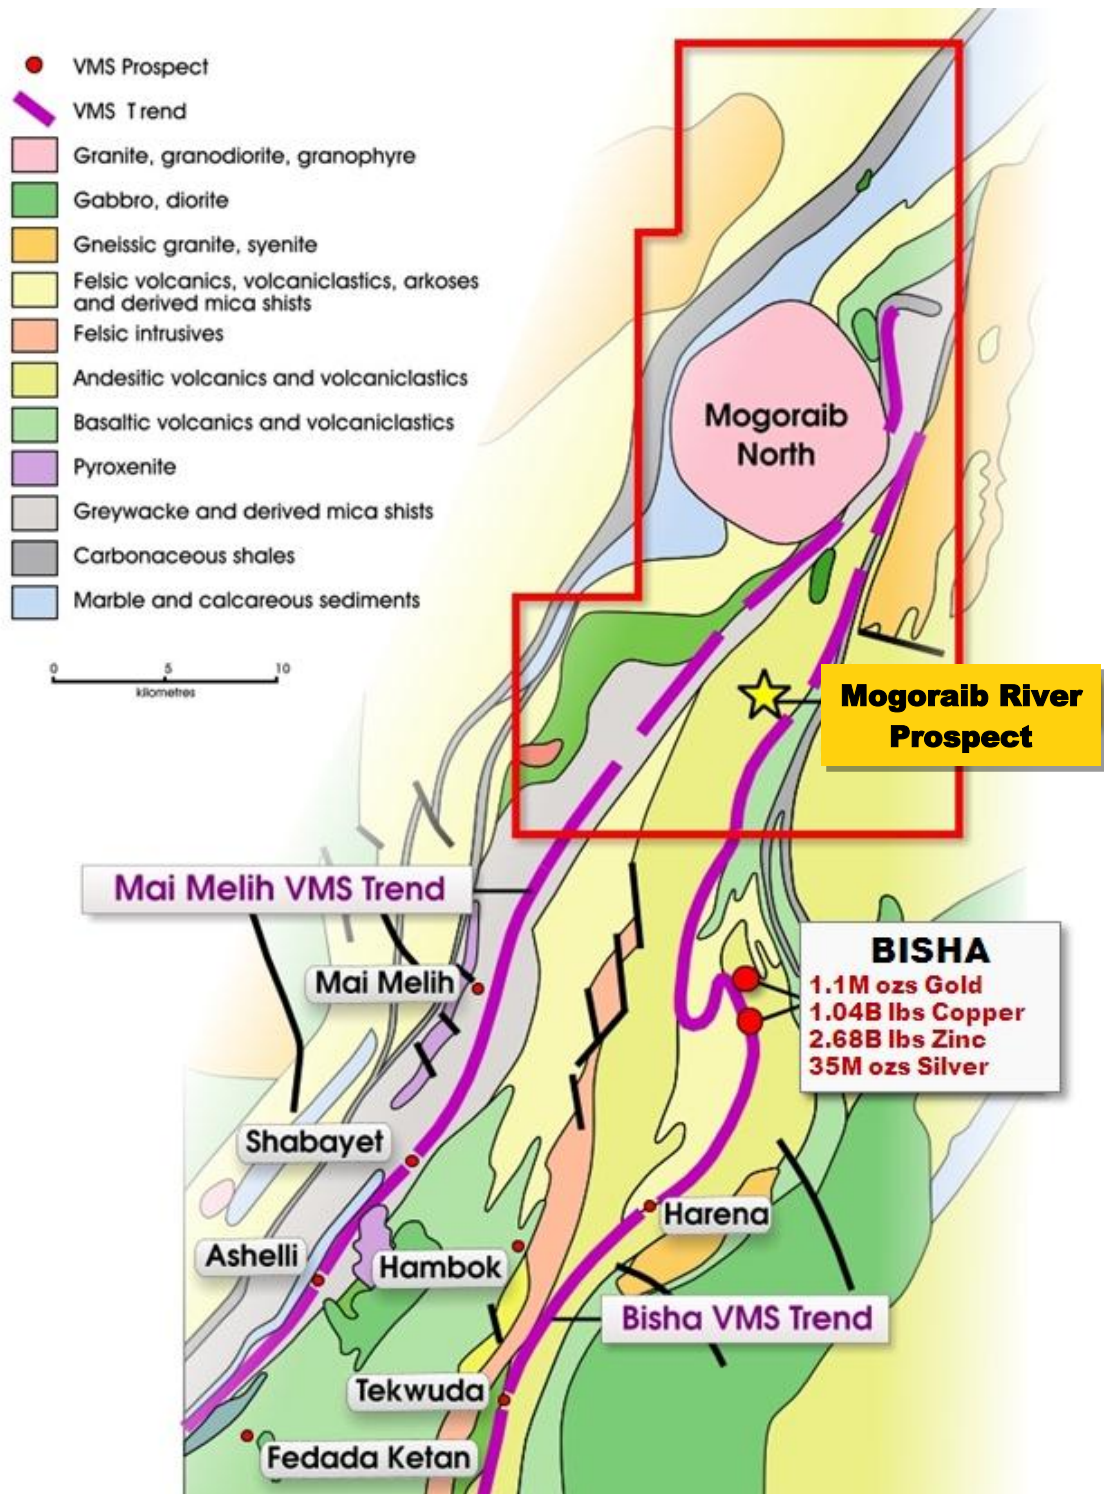 VMS Prospect
VMS Trend
Granite, granodiorite, granophyre
Gabbro, diorite
Gneissic granite, syenite
Felsic volcanics, volcaniclastics, arkoses
and derived mica shists
Felsic intrusives
Andesitic volcanics and volcaniclastics
Basaltic volcanics and volcaniclastics
Pyroxenite
Greywacke and derived mica shists
Carbonaceous shales
Marble and calcareous sediments
0 5 10
kilometres
Mogoraib
North
Mogoraib River
Prospect
Mai Melih VMS Trend
Mai Melih
BISHA
1.1M ozs Gold
1.04B lbs Copper
2.68B lbs Zinc
35M ozs Silver
Shabayet
Harena
Ashelli
Hambok
Bisha VMS Trend
Tekwuda
Fedada Ketan